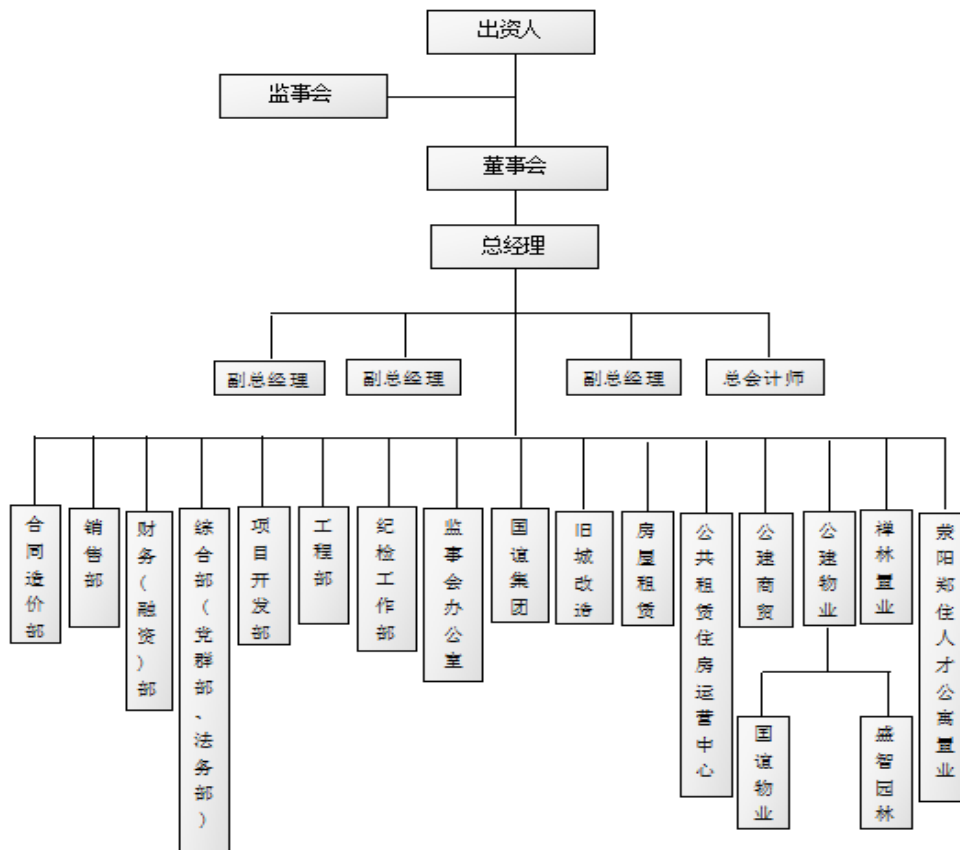 出资人
监事会
董事会
总经理
副总经理
副总经理
副总经理
总会计师
合同造价部
销售部
财务(融资)部
综合部(党群部、法务部)
项目开发部
工程部
纪检工作部
监事会办公室
国谊集团
旧城改造
房屋租赁
公共租赁住房运营中心
公建商贸
公建物业
禅林置业
荥阳郑住人才公寓置业
国谊物业
盛智园林